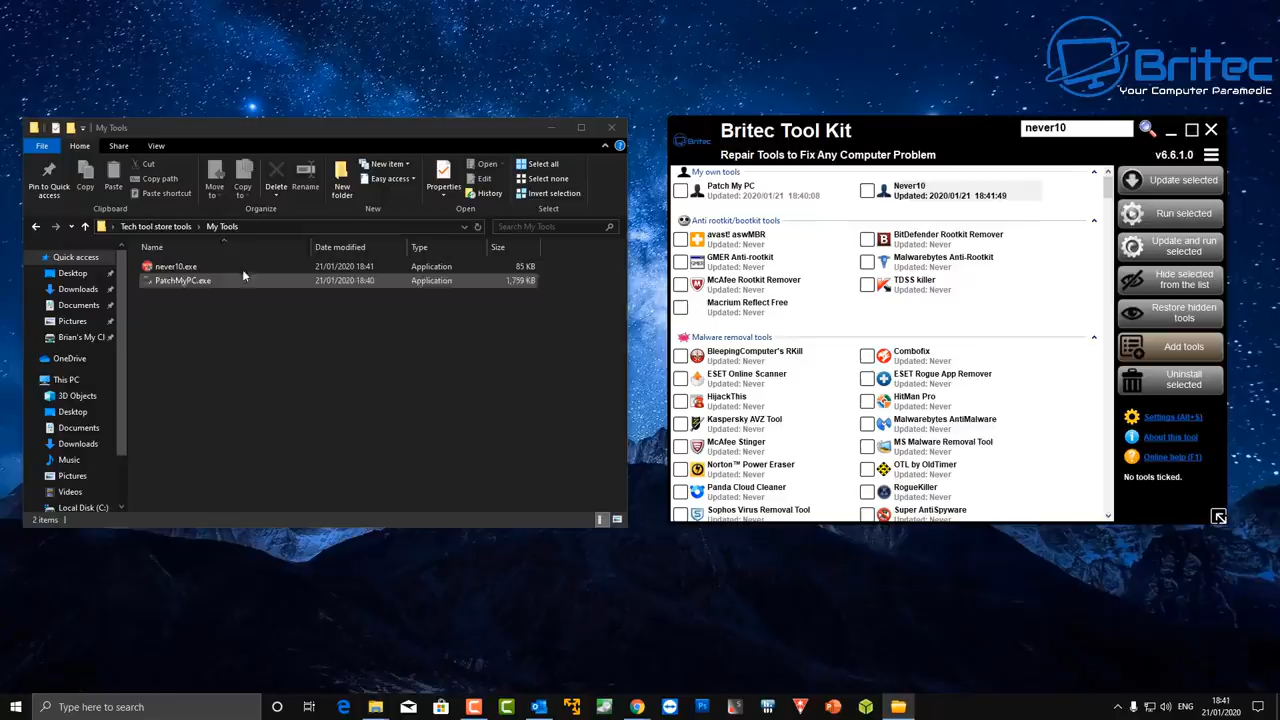 Britec
Your Computer Paramedic
My Tools
File
Home
Share
View
Pin to Quick access
Copy
Paste
Cut
Copy path
Paste shortcut
Clipboard
Move to
Copy to
Delete
Rename
Organize
New folder
New item
Easy access
New
Properties
Open
Edit
History
Open
Select all
Select none
Invert selection
Select
Tech tool store tools
My Tools
Search My Tools
Name
Date modified
Type
Size
never10.exe
21/01/2020 18:41
Application
85 KB
PatchMyPC.exe
21/01/2020 18:40
Application
1,759 KB
Quick access
Desktop
Downloads
Documents
Pictures
Brian's My Cl
OneDrive
This PC
3D Objects
Desktop
Documents
Downloads
Music
Pictures
Videos
Local Disk (C:)
2 items
Britec
Britec Tool Kit
Repair Tools to Fix Any Computer Problem
never10
v6.6.1.0
My own tools
Patch My PC
Updated: 2020/01/21 18:40:08
Never10
Updated: 2020/01/21 18:41:49
Anti rootkit/bootkit tools
avast! aswMBR
Updated: Never
BitDefender Rootkit Remover
Updated: Never
GMER Anti-rootkit
Updated: Never
Malwarebytes Anti-Rootkit
Updated: Never
McAfee Rootkit Remover
Updated: Never
TDSS killer
Updated: Never
Macrium Reflect Free
Updated: Never
Malware removal tools
BleepingComputer's RKill
Updated: Never
Combofix
Updated: Never
ESET Online Scanner
Updated: Never
ESET Rogue App Remover
Updated: Never
HijackThis
Updated: Never
HitMan Pro
Updated: Never
Kaspersky AVZ Tool
Updated: Never
Malwarebytes AntiMalware
Updated: Never
McAfee Stinger
Updated: Never
MS Malware Removal Tool
Updated: Never
Norton™ Power Eraser
Updated: Never
OTL by OldTimer
Updated: Never
Panda Cloud Cleaner
Updated: Never
RogueKiller
Updated: Never
Sophos Virus Removal Tool
Updated: Never
Super AntiSpyware
Updated: Never
Update selected
Run selected
Update and run selected
Hide selected from the list
Restore hidden tools
Add tools
Uninstall selected
Settings (Alt+S)
About this tool
Online help (F1)
No tools ticked.
Type here to search
ENG
18:41
21/01/2020